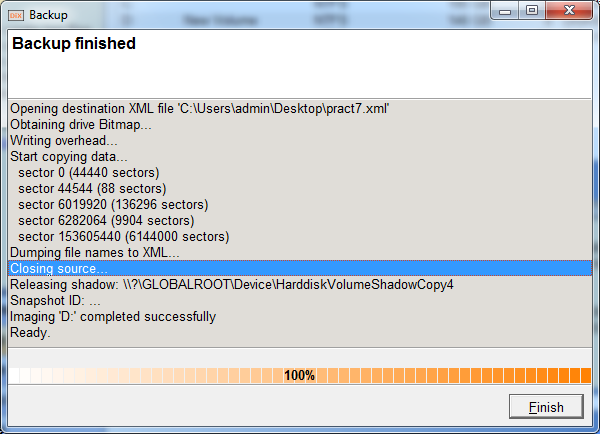 Backup
Backup finished
Opening destination XML file 'C:\Users\admin\Desktop\pract7.xml'
Obtaining drive Bitmap...
Writing overhead...
Start copying data...
sector 0 (44440 sectors)
sector 44544 (88 sectors)
sector 6019920 (136296 sectors)
sector 6282064 (9904 sectors)
sector 153605440 (6144000 sectors)
Dumping file names to XML...
Closing source...
Releasing shadow: \\?\GLOBALROOT\Device\HarddiskVolumeShadowCopy4
Snapshot ID: ...
Imaging 'D:' completed successfully
Ready.
100%
Finish